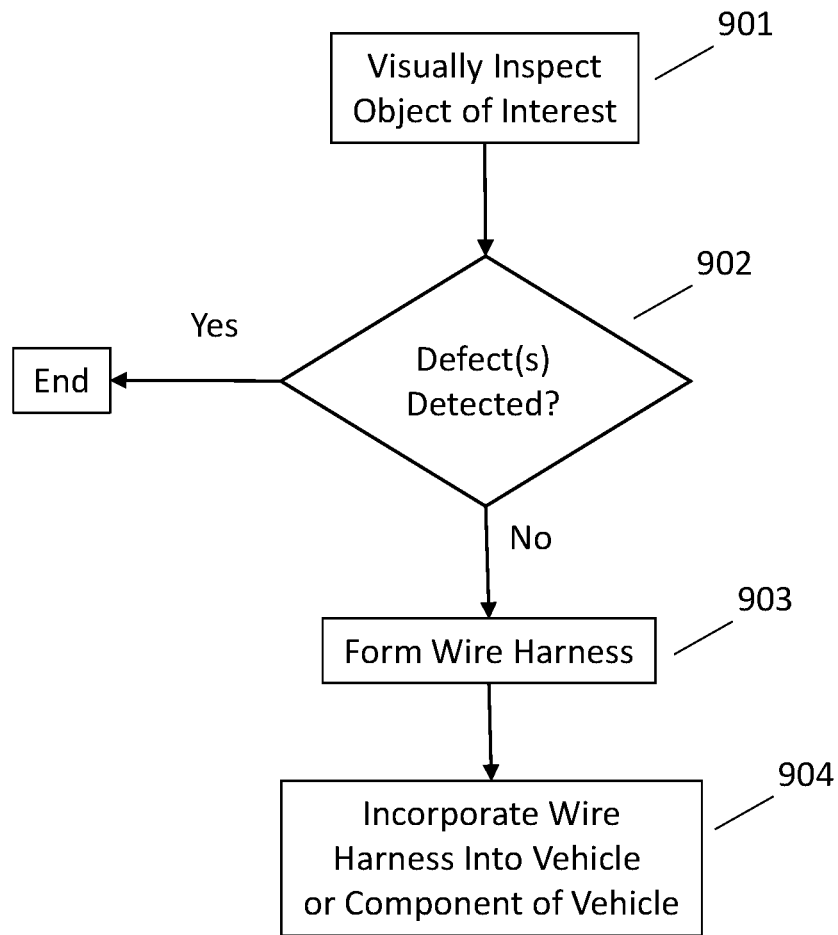 901
Visually Inspect
Object of Interest
902
Yes
Defect(s)
Detected?
End
No
903
Form Wire Harness
904
Incorporate Wire
Harness Into Vehicle
or Component of Vehicle